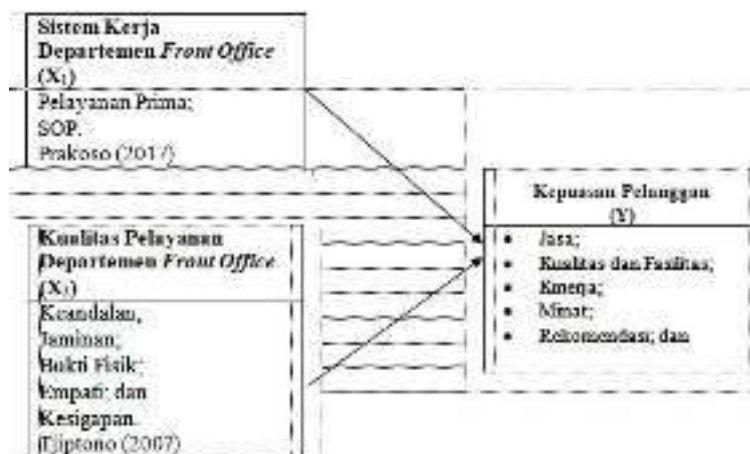 Sistem Kerja
Departemen Front Office
(X1)
Pelayanan Prima;
SOP.
Prakoso (2017)
Kualitas Pelayanan
Departemen Front Office
(X2)
Keandalan,
Jaminan;
Bukti Fisik;
Empati; dan
Kesigapan.
Tjiptono (2007)
Kepuasan Pelanggan
(Y)
• Jasa;
• Kualitas dan Fasilitas;
• Kinerja;
• Minat;
• Rekomendasi; dan